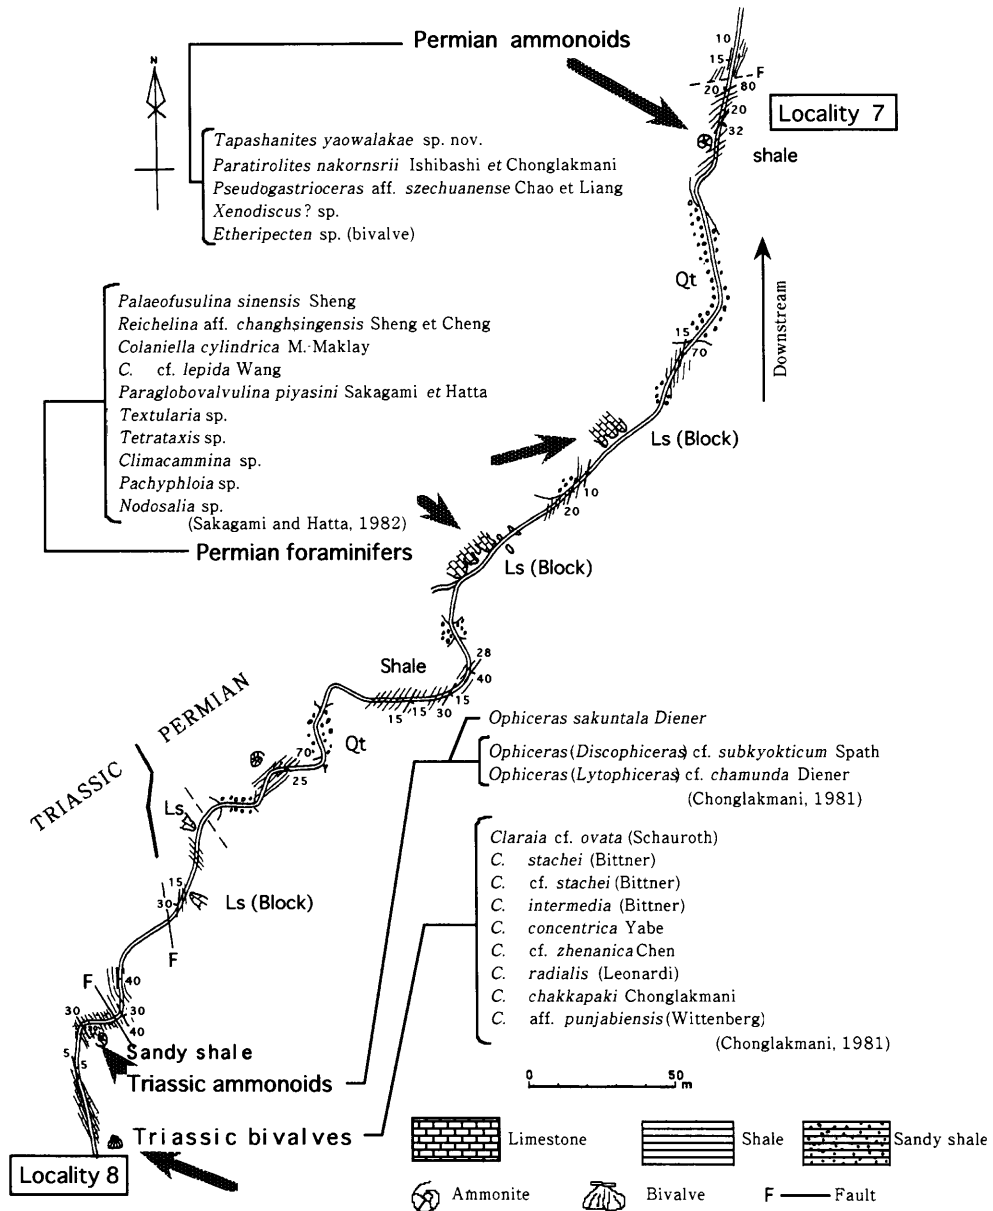 Permian ammonoids
N
10
15
F
20
80
Locality 7
20
32
shale
Tapashanites yaowalakae sp. nov.
Paratirolites nakornsrii Ishibashi et Chonglakmani
Pseudogastrioceras aff. szechuanense Chao et Liang
Xenodiscus? sp.
Etheripecten sp. (bivalve)
Qt
Downstream
15
70
Palaeofusulina sinensis Sheng
Reichelina aff. changhsingensis Sheng et Cheng
Colaniella cylindrica M.-Maklay
C. cf. lepida Wang
Paraglobovalvulina piyasini Sakagami et Hatta
Textularia sp.
Tetrataxis sp.
Climacammina sp.
Pachyphloia sp.
Nodosalia sp.
(Sakagami and Hatta, 1982)
Permian foraminifers
Ls (Block)
10
20
Ls (Block)
Shale
28
40
15
30
15
15
PERMIAN
TRIASSIC
Qt
70
25
Ls
Ophiceras sakuntala Diener
Ophiceras (Discophiceras) cf. subkyokticum Spath
Ophiceras (Lytophiceras) cf. chamunda Diener
(Chonglakmani, 1981)
15
30
Ls (Block)
F
Claraia cf. ovata (Schauroth)
C. stachei (Bittner)
C. cf. stachei (Bittner)
C. intermedia (Bittner)
C. concentrica Yabe
C. cf. zhenanica Chen
C. radialis (Leonardi)
C. chakkapaki Chonglakmani
C. aff. punjabiensis (Wittenberg)
(Chonglakmani, 1981)
F
40
30
30
40
5
5
Sandy shale
Triassic ammonoids
0 50
m
Triassic bivalves
Locality 8
Limestone
Shale
Sandy shale
Ammonite
Bivalve
F
Fault